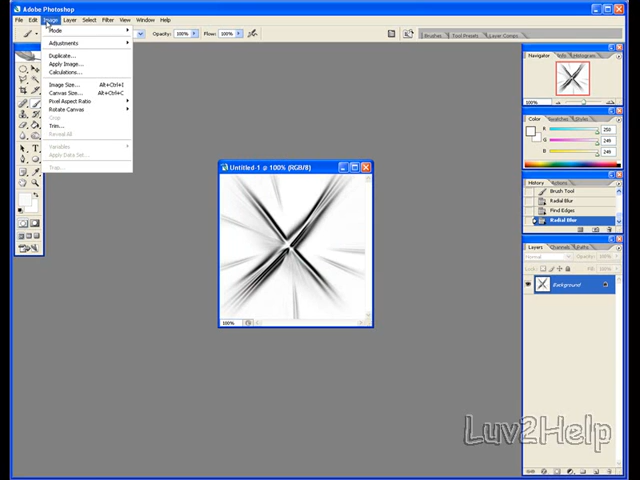 Adobe Photoshop
File Edit Image Layer Select Filter View Window Help
Opacity: 100% Flow: 100%
Brushes Tool Presets Layer Comps
Mode
Adjustments
Duplicate...
Apply Image...
Calculations...
Image Size... Alt+Ctrl+I
Canvas Size... Alt+Ctrl+C
Pixel Aspect Ratio
Rotate Canvas
Crop
Trim...
Reveal All
Variables
Apply Data Set...
Trap...
Untitled-1 @ 100% (RGB/8)
100%
Navigator Info Histogram
100%
Color Swatches Styles
R 250
G 249
B 249
History Actions
Brush Tool
Radial Blur
Find Edges
Radial Blur
Layers Channels Paths
Normal Opacity: 100%
Lock: Fill: 100%
Background
Luv2Help